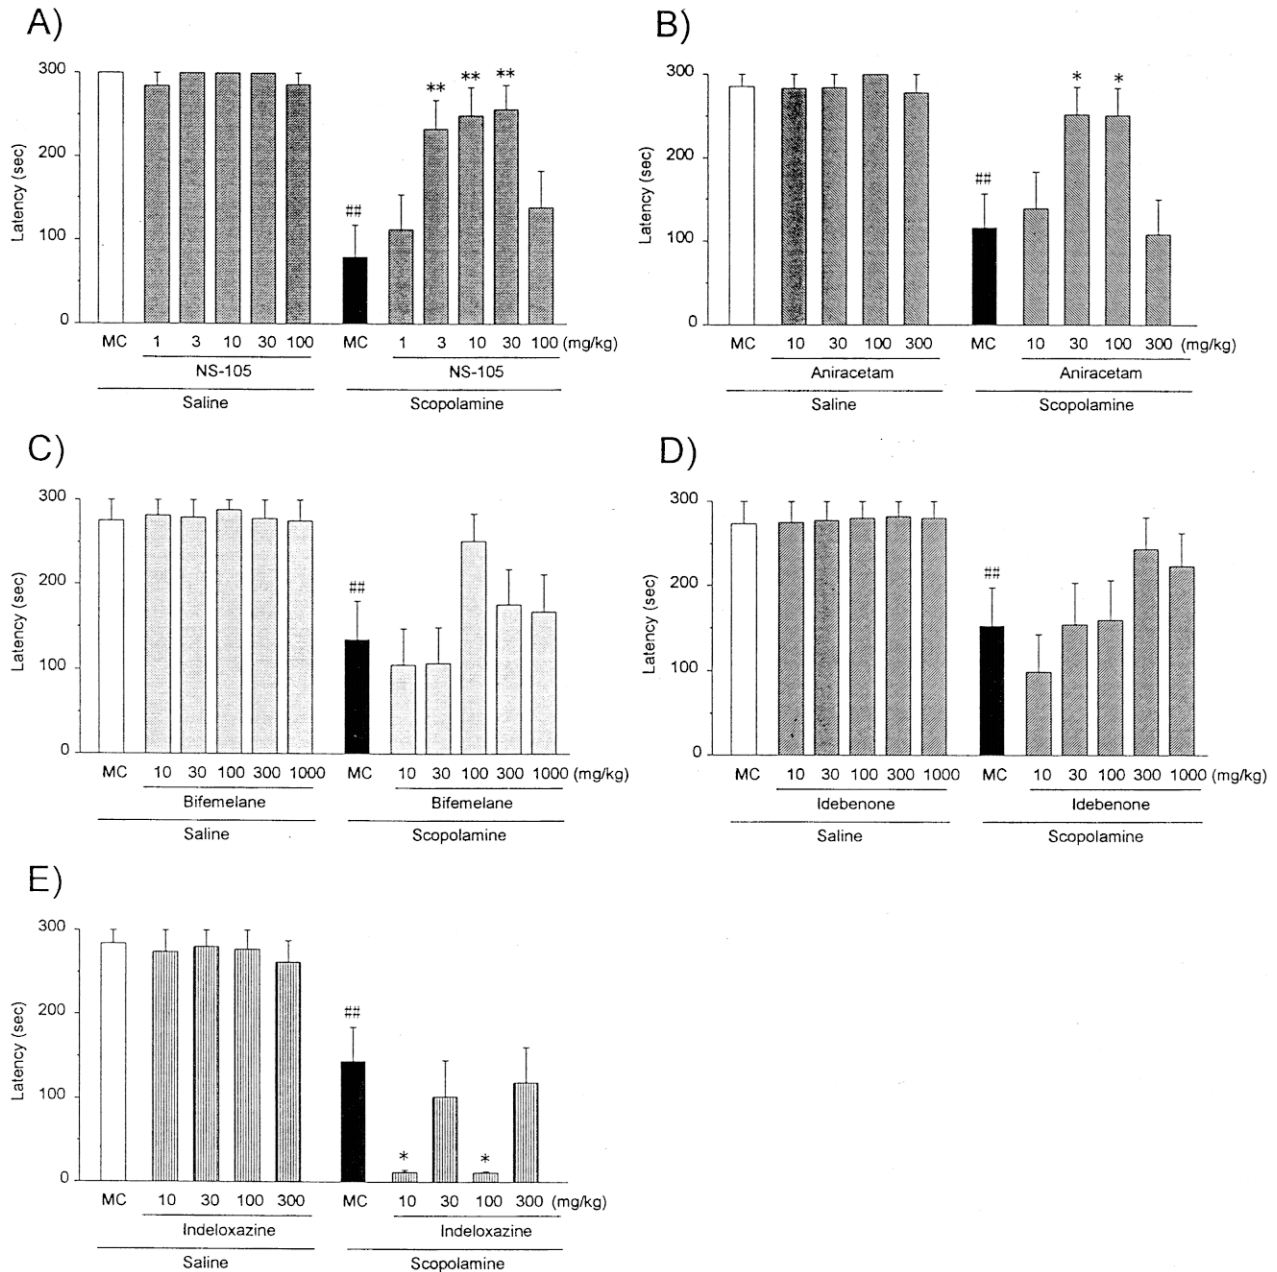 A)
300
200
100
0
Latency (sec)
**
**
**
##
MC 1 3 10 30 100 MC 1 3 10 30 100 (mg/kg)
NS-105 NS-105
Saline Scopolamine
B)
300
200
100
0
Latency (sec)
*
*
##
MC 10 30 100 300 MC 10 30 100 300 (mg/kg)
Aniracetam Aniracetam
Saline Scopolamine
C)
300
200
100
0
Latency (sec)
##
MC 10 30 100 300 1000 MC 10 30 100 300 1000 (mg/kg)
Bifemelane Bifemelane
Saline Scopolamine
D)
300
200
100
0
Latency (sec)
##
MC 10 30 100 300 1000 MC 10 30 100 300 1000 (mg/kg)
Idebenone Idebenone
Saline Scopolamine
E)
300
200
100
0
Latency (sec)
##
*
*
MC 10 30 100 300 MC 10 30 100 300 (mg/kg)
Indeloxazine Indeloxazine
Saline Scopolamine